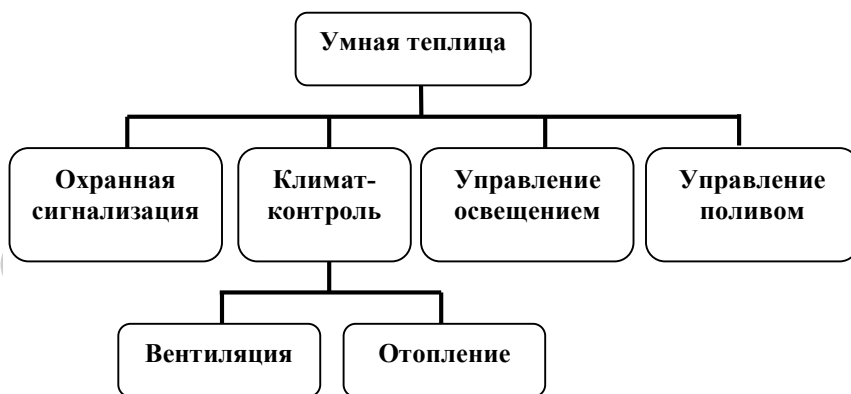 Умная теплица
Охранная
сигнализация
Климат-
контроль
Управление
освещением
Управление
поливом
Вентиляция
Отопление